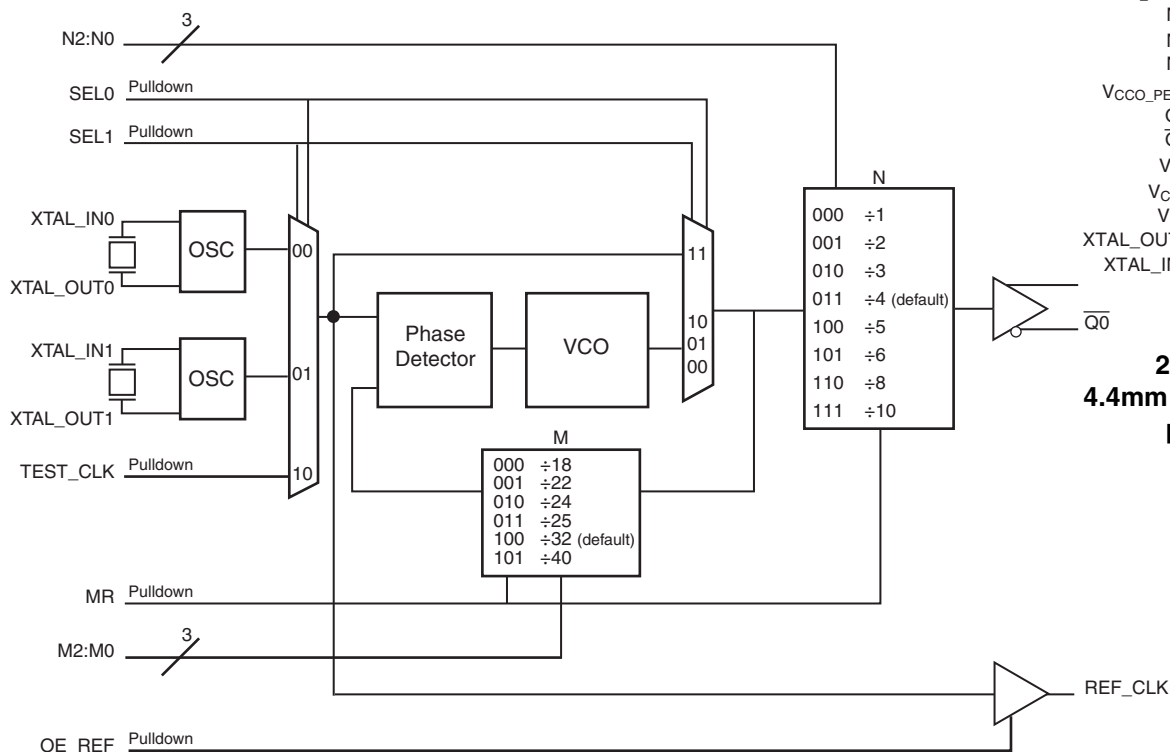 3
N2:N0
SEL0 Pulldown
SEL1 Pulldown
XTAL_IN0
OSC
XTAL_OUT0
XTAL_IN1
OSC
XTAL_OUT1
TEST_CLK Pulldown
00
01
10
Phase
Detector
VCO
11
10
01
00
N
000 ÷1
001 ÷2
010 ÷3
011 ÷4 (default)
100 ÷5
101 ÷6
110 ÷8
111 ÷10
Q0
M
000 ÷18
001 ÷22
010 ÷24
011 ÷25
100 ÷32 (default)
101 ÷40
MR Pulldown
3
M2:M0
REF_CLK
OE_REF Pulldown
XTAL_OUT
4.4mm